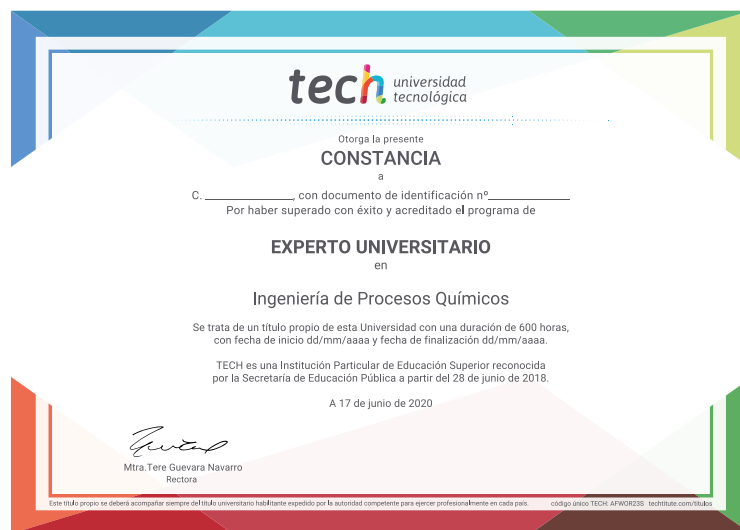 tech universidad
tecnológica
Otorga la presente
CONSTANCIA
a
C. ______________, con documento de identificación nº______________
Por haber superado con éxito y acreditado el programa de
EXPERTO UNIVERSITARIO
en
Ingeniería de Procesos Químicos
Se trata de un título propio de esta Universidad con una duración de 600 horas,
con fecha de inicio dd/mm/aaaa y fecha de finalización dd/mm/aaaa.
TECH es una Institución Particular de Educación Superior reconocida
por la Secretaría de Educación Pública a partir del 28 de junio de 2018.
A 17 de junio de 2020
Mtra.Tere Guevara Navarro
Rectora
Este título propio se deberá acompañar siempre del título universitario habilitante expedido por la autoridad competente para ejercer profesionalmente en cada país. código único TECH: AFWOR23S techtitute.com/titulos